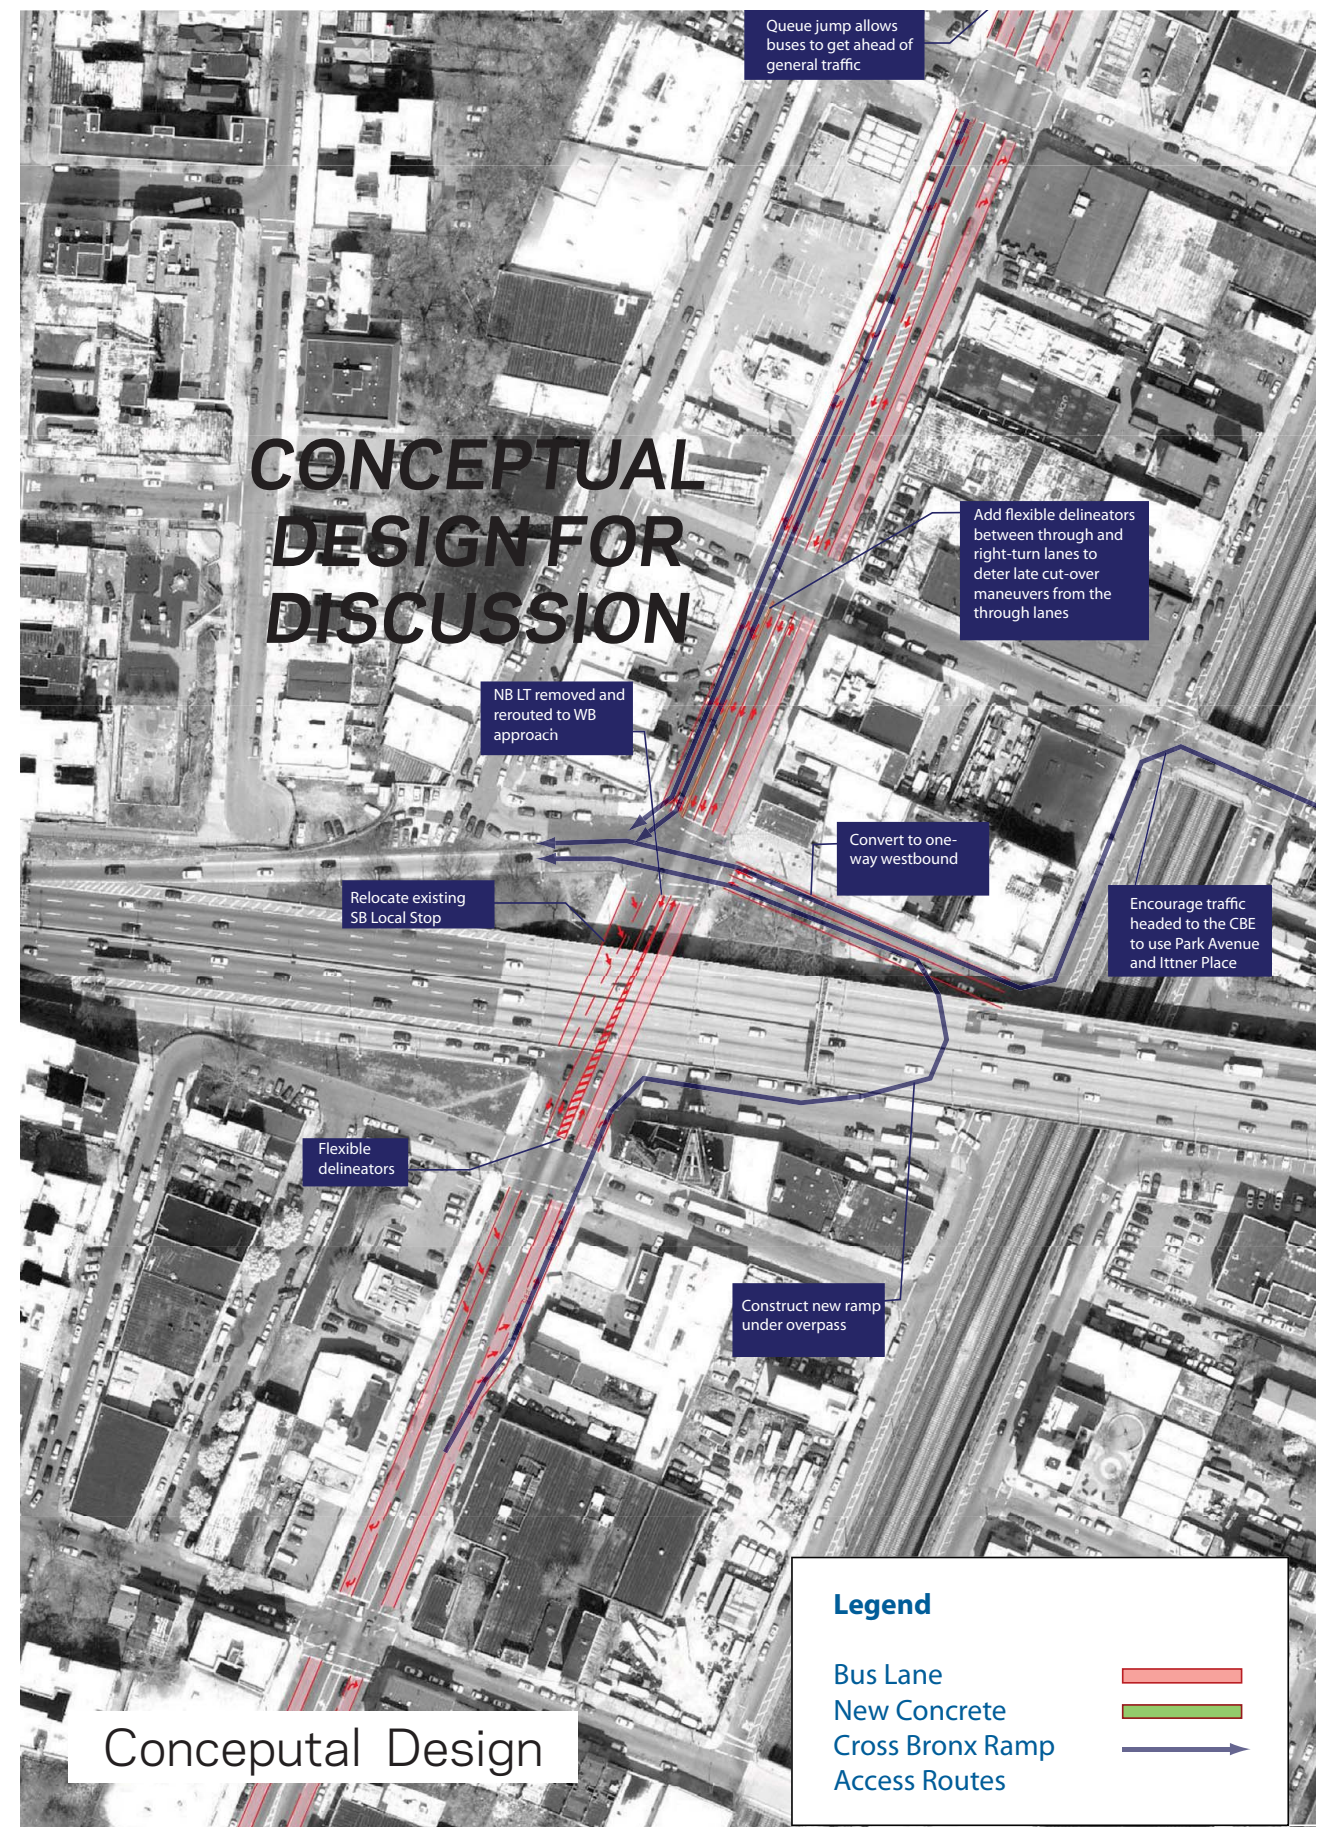 Queue jump allows
buses to get ahead of
general traffic
CONCEPTUAL
DESIGN FOR
DISCUSSION
Add flexible delineators
between through and
right-turn lanes to
deter late cut-over
maneuvers from the
through lanes
NB LT removed and
rerouted to WB
approach
Convert to one-
way westbound
Relocate existing
SB Local Stop
Encourage traffic
headed to the CBE
to use Park Avenue
and Ittner Place
Flexible
delineators
Construct new ramp
under overpass
Legend
Bus Lane
New Concrete
Cross Bronx Ramp
Access Routes
Conceputal Design